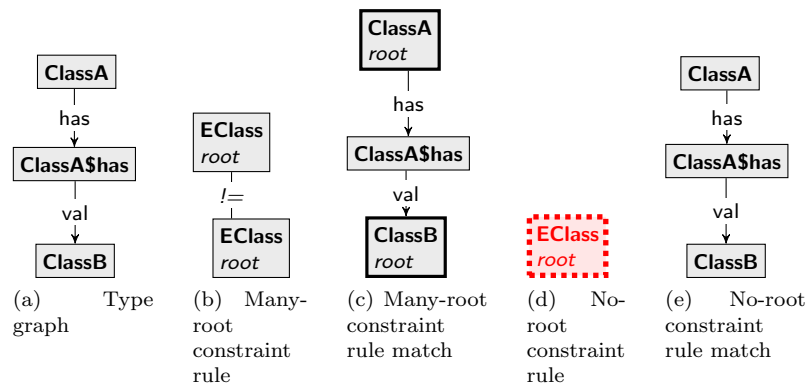 ClassA
has
ClassA$has
val
ClassB
(a) Type
graph
EClass
root
!=
EClass
root
(b) Many-
root
constraint
rule
ClassA
root
has
ClassA$has
val
ClassB
root
(c) Many-root
constraint
rule match
EClass
root
(d) No-
root
constraint
rule
ClassA
has
ClassA$has
val
ClassB
(e) No-root
constraint
rule match